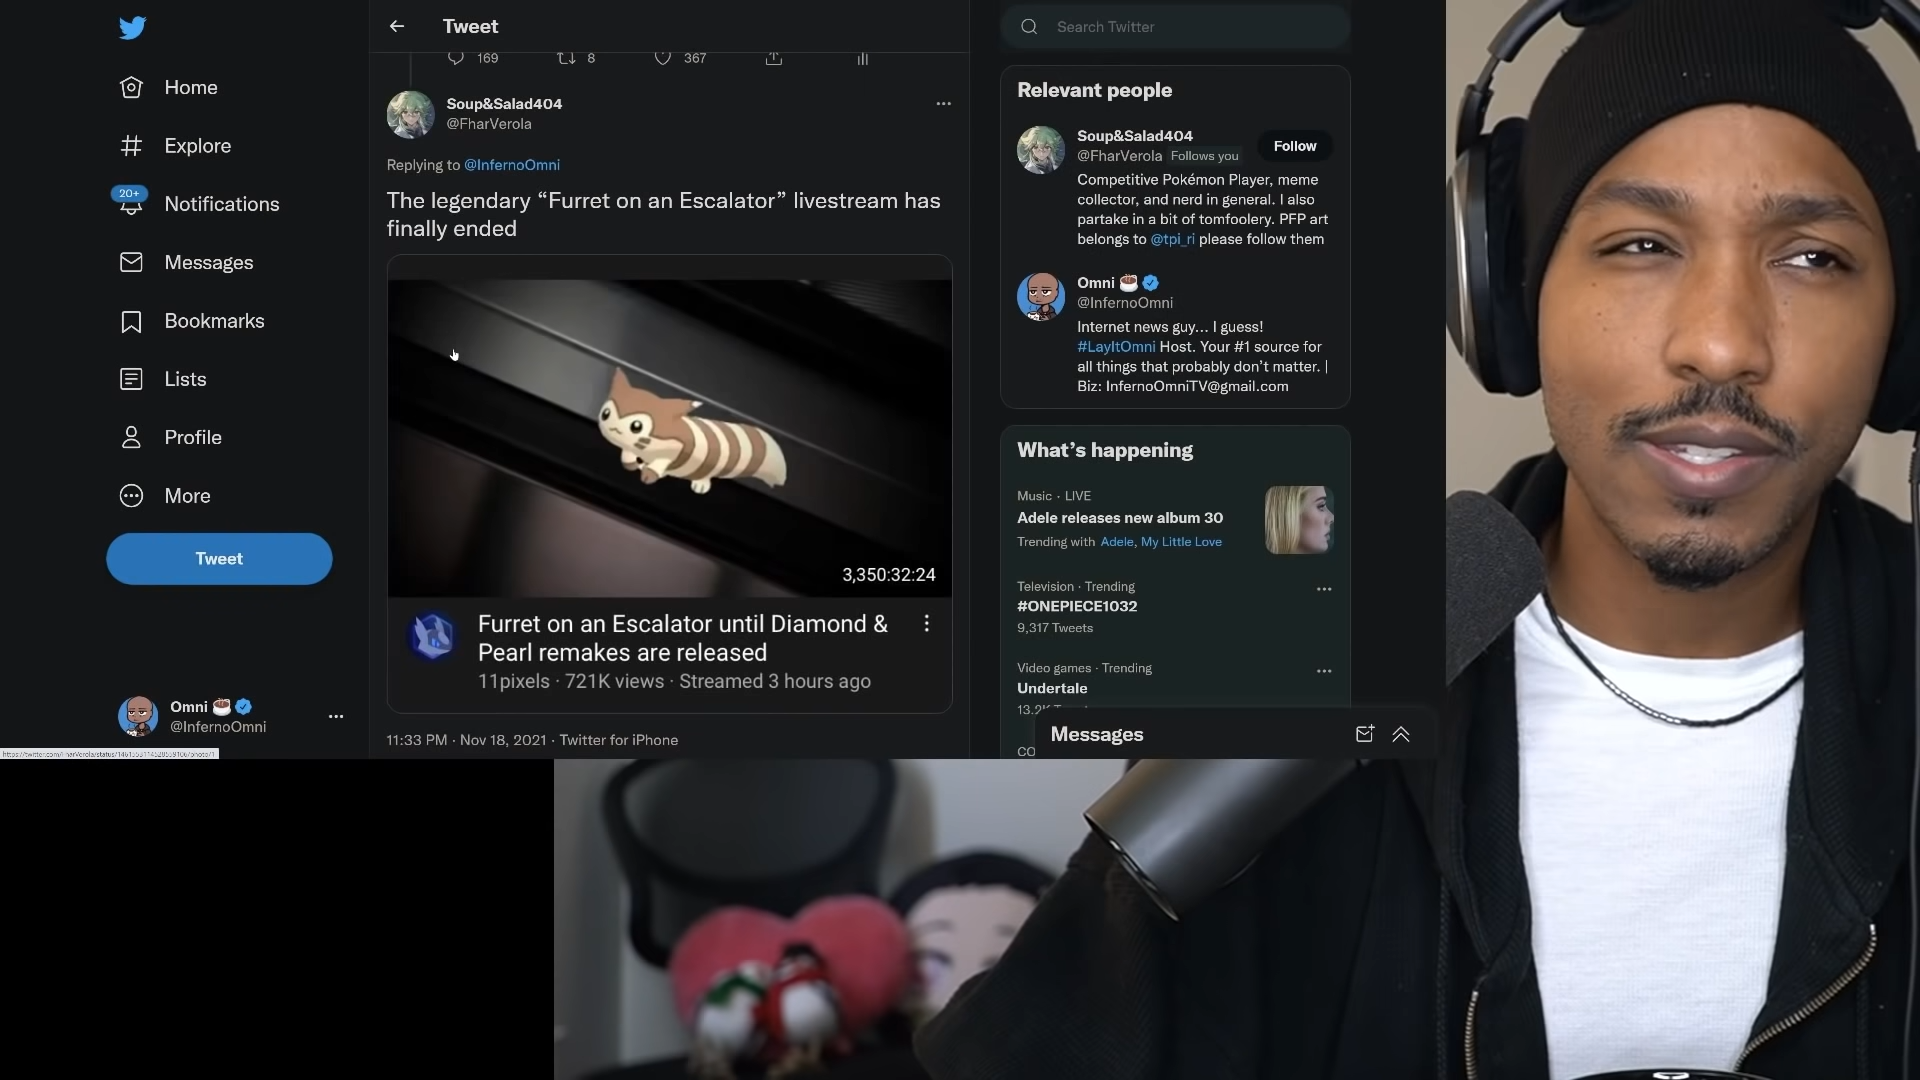 Home
Explore
20+
Notifications
Messages
Bookmarks
Lists
Profile
More
Tweet
Omni
@InfernoOmni
Tweet
169
8
367
Soup&Salad404
@FharVerola
Replying to @InfernoOmni
The legendary “Furret on an Escalator” livestream has
finally ended
3,350:32:24
Furret on an Escalator until Diamond &
Pearl remakes are released
11pixels · 721K views · Streamed 3 hours ago
11:33 PM · Nov 18, 2021 · Twitter for iPhone
Search Twitter
Relevant people
Soup&Salad404
@FharVerola Follows you
Follow
Competitive Pokémon Player, meme
collector, and nerd in general. I also
partake in a bit of tomfoolery. PFP art
belongs to @tpi_ri please follow them
Omni
@InfernoOmni
Internet news guy... I guess!
#LayItOmni Host. Your #1 source for
all things that probably don’t matter. |
Biz: InfernoOmniTV@gmail.com
What’s happening
Music · LIVE
Adele releases new album 30
Trending with Adele, My Little Love
Television · Trending
#ONEPIECE1032
9,317 Tweets
Video games · Trending
Undertale
Messages
CO